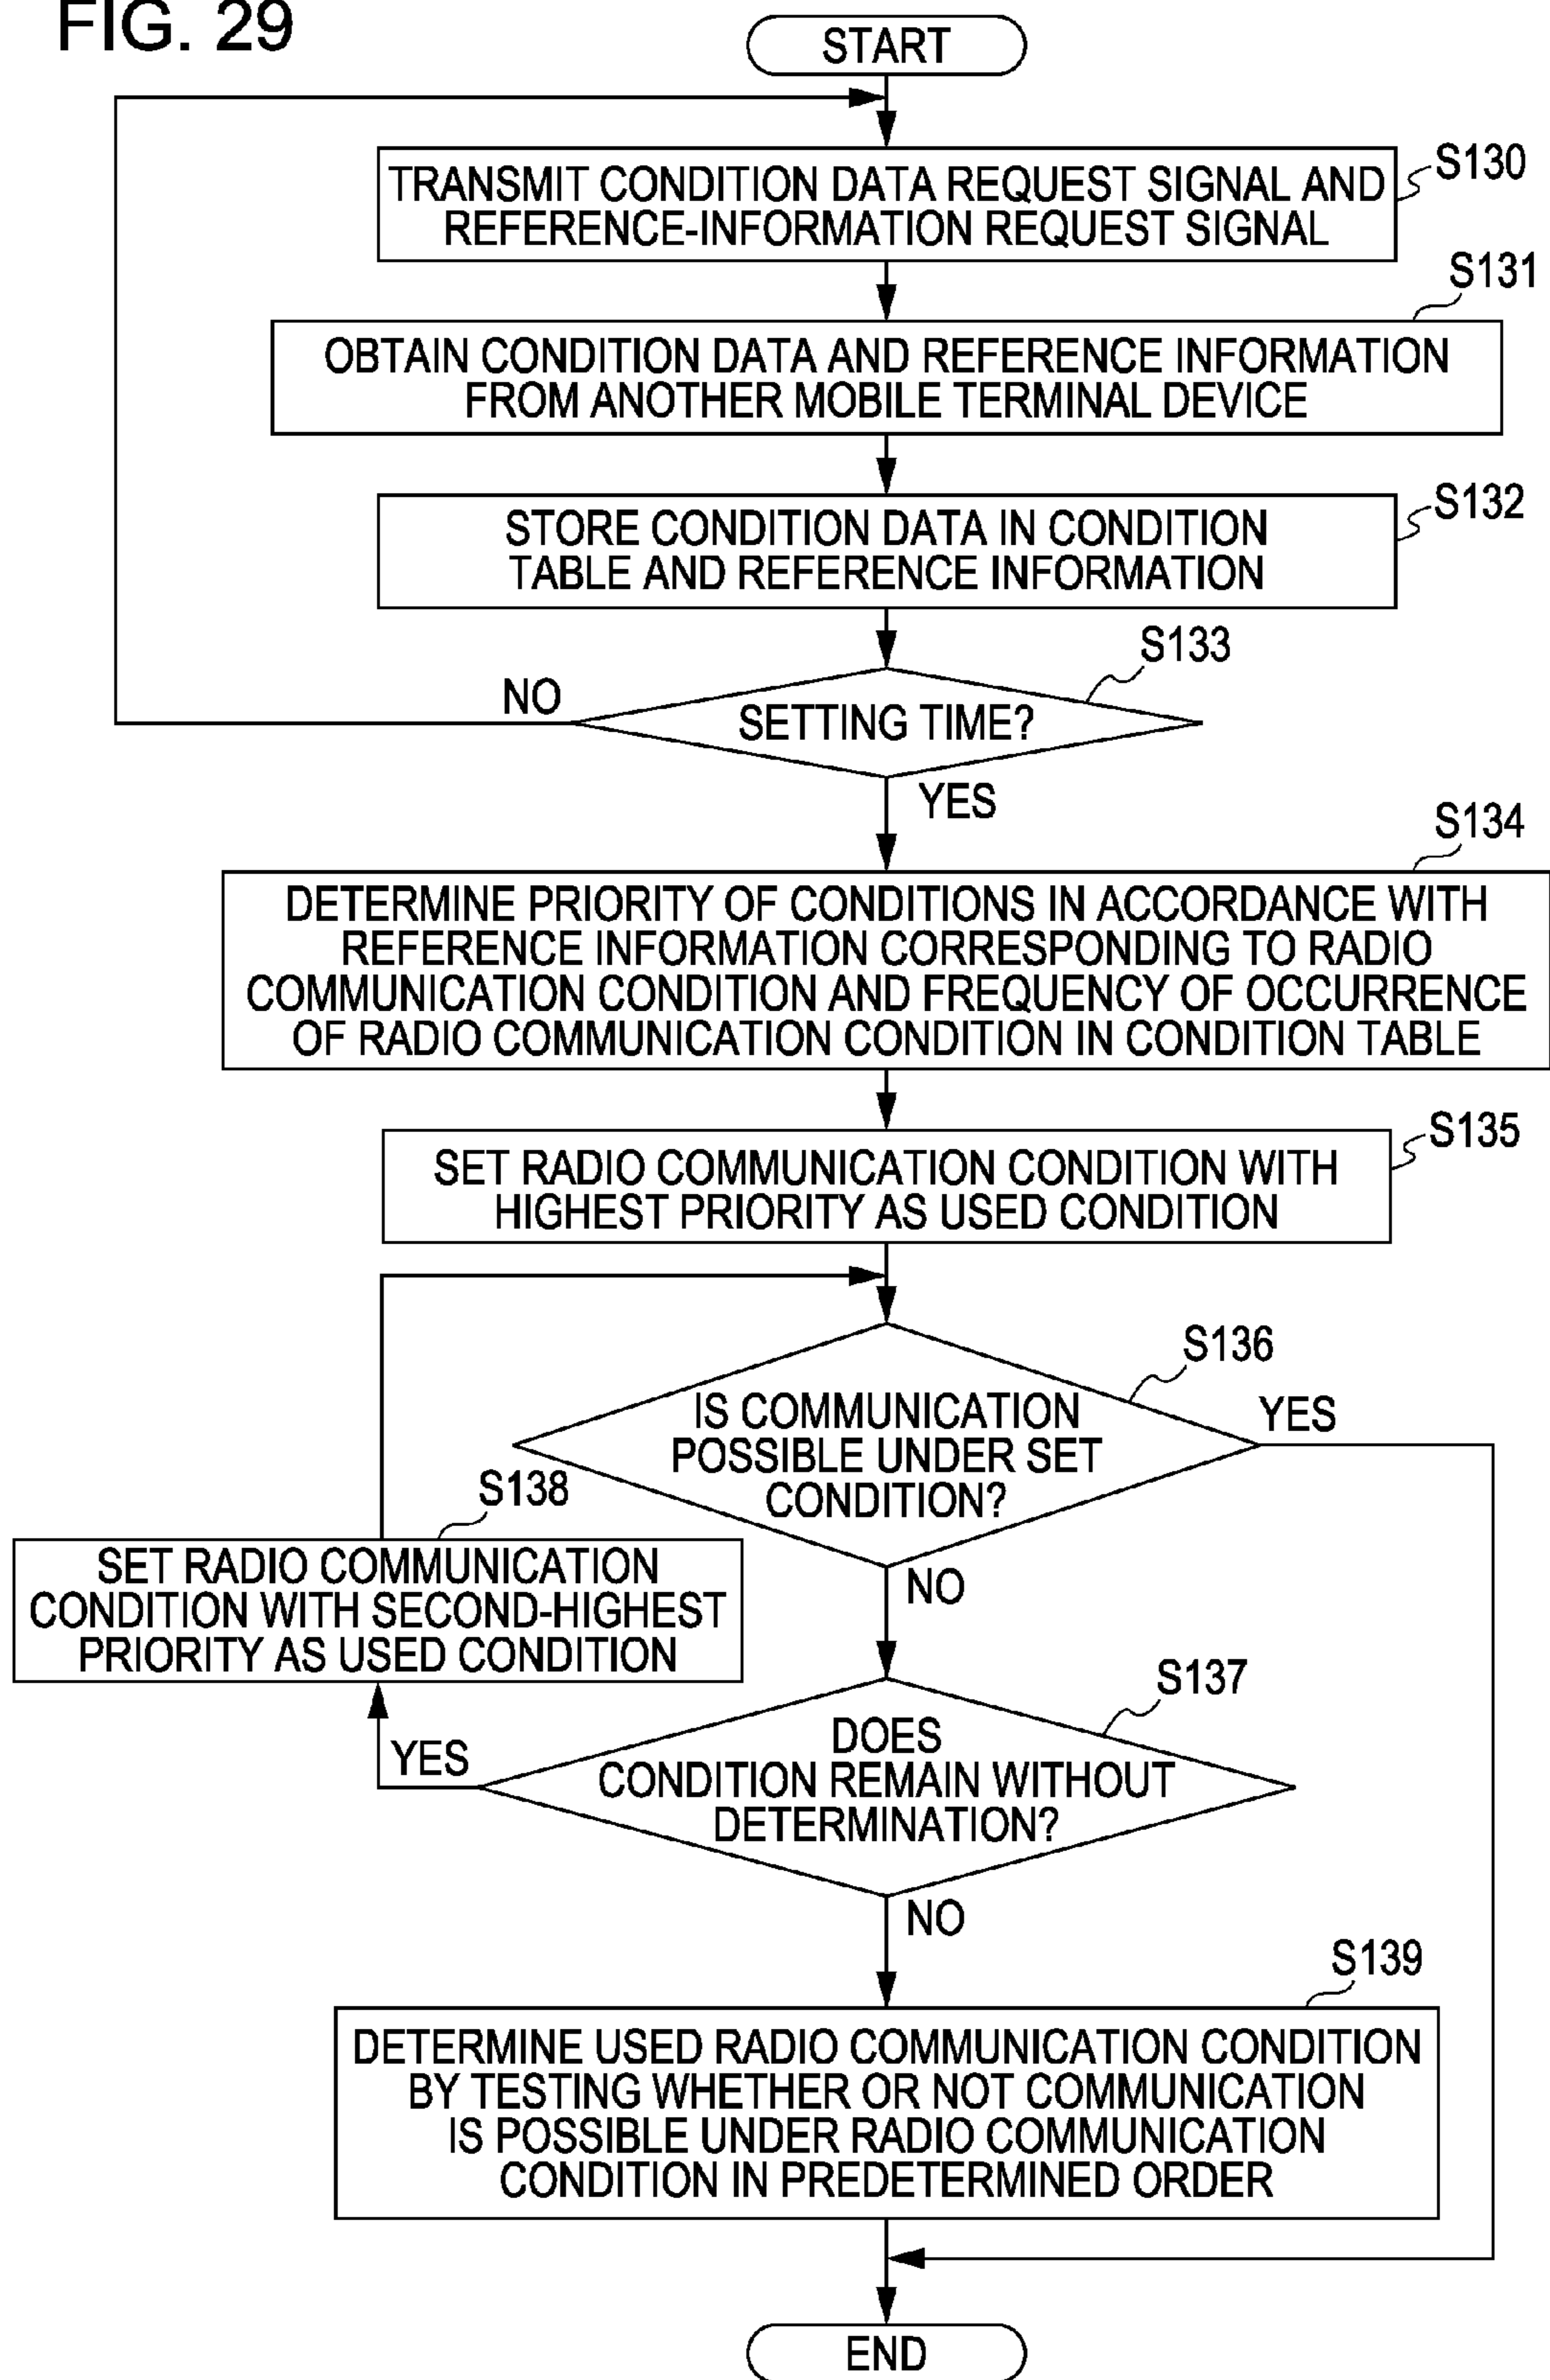 FIG. 29
START
TRANSMIT CONDITION DATA REQUEST SIGNAL AND
REFERENCE-INFORMATION REQUEST SIGNAL
S130
S131
OBTAIN CONDITION DATA AND REFERENCE INFORMATION
FROM ANOTHER MOBILE TERMINAL DEVICE
STORE CONDITION DATA IN CONDITION
TABLE AND REFERENCE INFORMATION
S132
S133
NO
SETTING TIME?
YES
S134
DETERMINE PRIORITY OF CONDITIONS IN ACCORDANCE WITH
REFERENCE INFORMATION CORRESPONDING TO RADIO
COMMUNICATION CONDITION AND FREQUENCY OF OCCURRENCE
OF RADIO COMMUNICATION CONDITION IN CONDITION TABLE
S135
SET RADIO COMMUNICATION CONDITION WITH
HIGHEST PRIORITY AS USED CONDITION
S136
IS COMMUNICATION
POSSIBLE UNDER SET
CONDITION?
YES
NO
S138
SET RADIO COMMUNICATION
CONDITION WITH SECOND-HIGHEST
PRIORITY AS USED CONDITION
S137
YES
DOES
CONDITION REMAIN WITHOUT
DETERMINATION?
NO
S139
DETERMINE USED RADIO COMMUNICATION CONDITION
BY TESTING WHETHER OR NOT COMMUNICATION
IS POSSIBLE UNDER RADIO COMMUNICATION
CONDITION IN PREDETERMINED ORDER
END